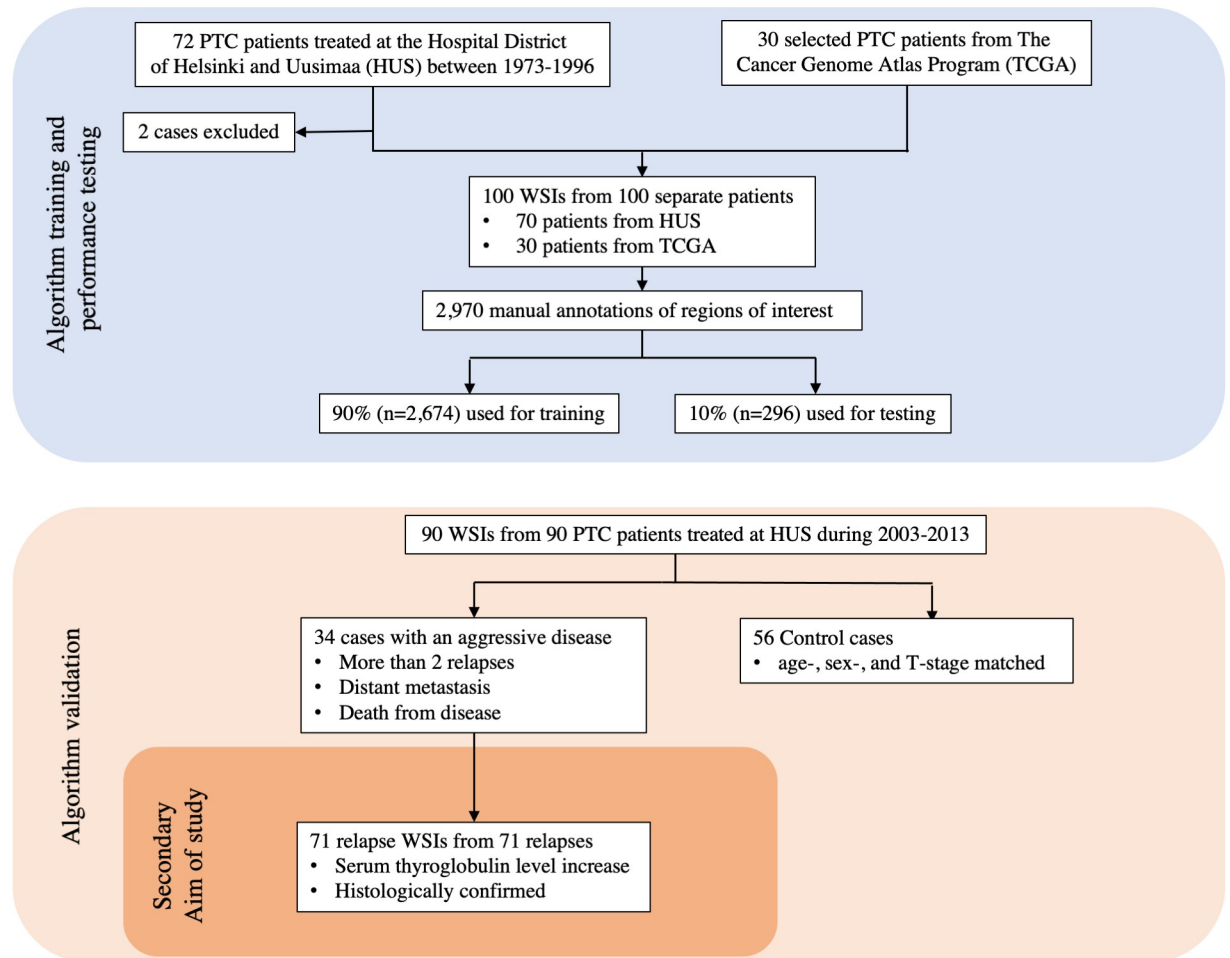 72 PTC patients treated at the Hospital District
of Helsinki and Uusimaa (HUS) between 1973-1996
30 selected PTC patients from The
Cancer Genome Atlas Program (TCGA)
2 cases excluded
Algorithm training and
performance testing
100 WSIs from 100 separate patients
• 70 patients from HUS
• 30 patients from TCGA
2,970 manual annotations of regions of interest
90% (n=2,674) used for training
10% (n=296) used for testing
90 WSIs from 90 PTC patients treated at HUS during 2003-2013
Algorithm validation
34 cases with an aggressive disease
• More than 2 relapses
• Distant metastasis
• Death from disease
56 Control cases
• age-, sex-, and T-stage matched
Secondary
Aim of study
71 relapse WSIs from 71 relapses
• Serum thyroglobulin level increase
• Histologically confirmed